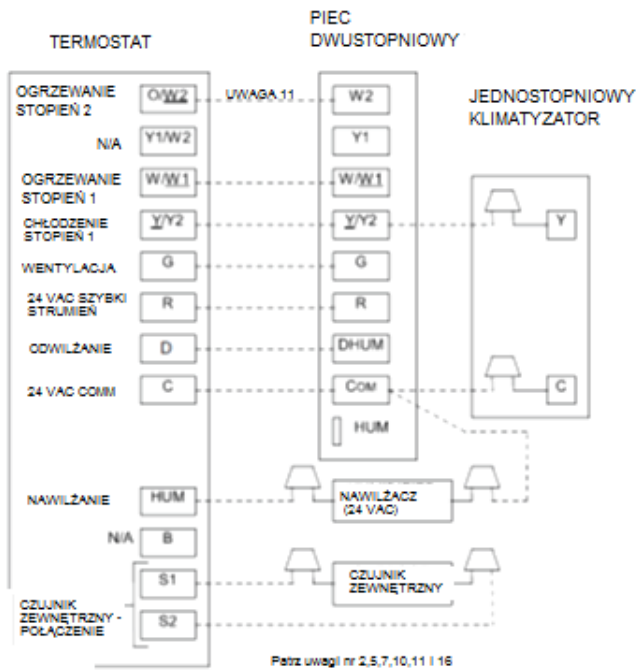 TERMOSTAT
PIEC
DWUSTOPNIOWY
JEDNOSTOPNIOWY
KLIMATYZATOR
OGRZEWANIE
STOPIEŃ 2
O/W2
UWAGA 11
W2
N/A
Y1/W2
Y1
OGRZEWANIE
STOPIEŃ 1
W/W1
W/W1
CHŁODZENIE
STOPIEŃ 1
Y/Y2
Y/Y2
Y
WENTYLACJA
G
G
24 VAC SZYBKI
STRUMIEŃ
R
R
ODWILŻANIE
D
DHUM
24 VAC COMM
C
COM
C
HUM
NAWILŻANIE
HUM
NAWILŻACZ
(24 VAC)
N/A
B
S1
CZUJNIK
ZEWNĘTRZNY
CZUJNIK
ZEWNĘTRZNY -
POŁĄCZENIE
S2
Patrz uwagi nr 2,5,7,10,11 i 16